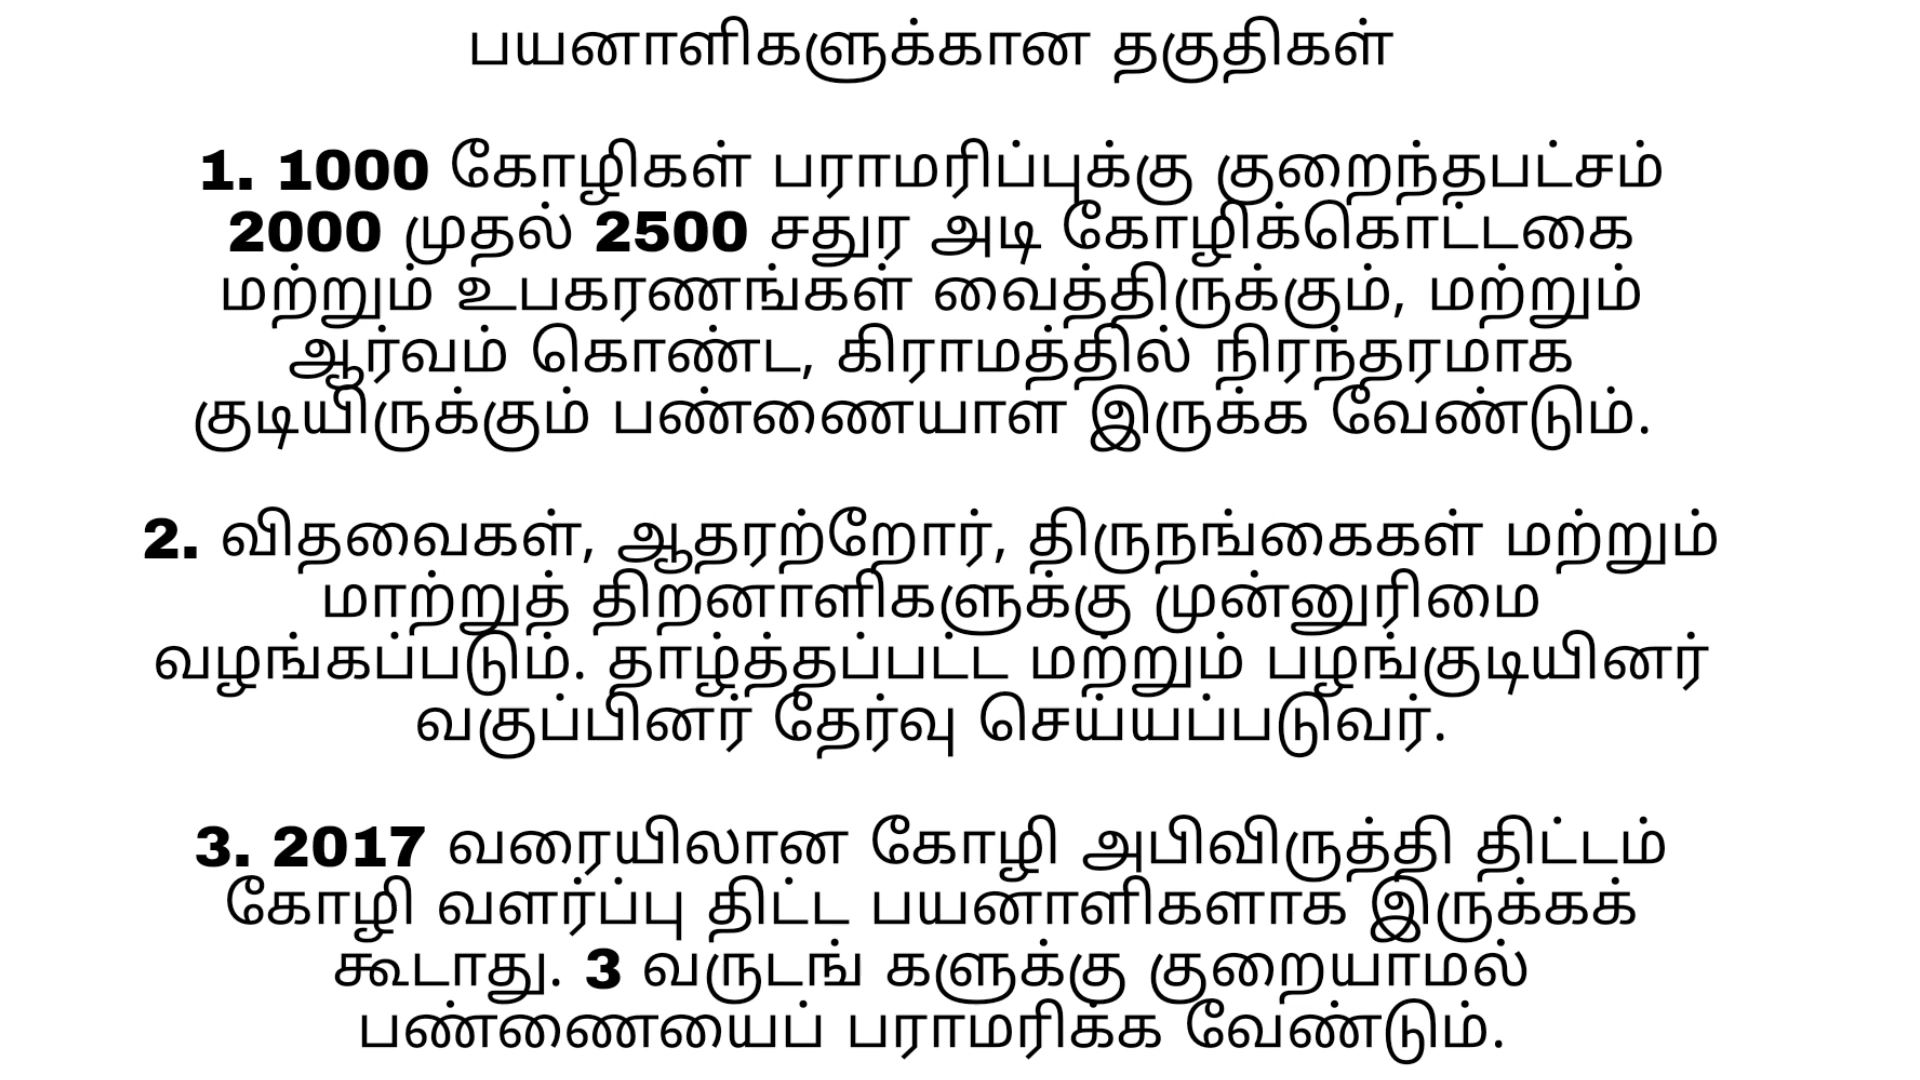 பயனாளிகளுக்கான தகுதிகள்
1. 1000 கோழிகள் பராமரிப்புக்கு குறைந்தபட்சம்
2000 முதல் 2500 சதுர அடி கோழிக்கொட்டகை
மற்றும் உபகரணங்கள் வைத்திருக்கும், மற்றும்
ஆர்வம் கொண்ட, கிராமத்தில் நிரந்தரமாக
குடியிருக்கும் பண்ணையாள இருக்க வேண்டும்.
2. விதவைகள், ஆதரற்றோர், திருநங்கைகள் மற்றும்
மாற்றுத் திறனாளிகளுக்கு முன்னுரிமை
வழங்கப்படும். தாழ்த்தப்பட்ட மற்றும் பழங்குடியினர்
வகுப்பினர் தேர்வு செய்யப்படுவர்.
3. 2017 வரையிலான கோழி அபிவிருத்தி திட்டம்
கோழி வளர்ப்பு திட்ட பயனாளிகளாக இருக்கக்
கூடாது. 3 வருடங் களுக்கு குறையாமல்
பண்ணையைப் பராமரிக்க வேண்டும்.